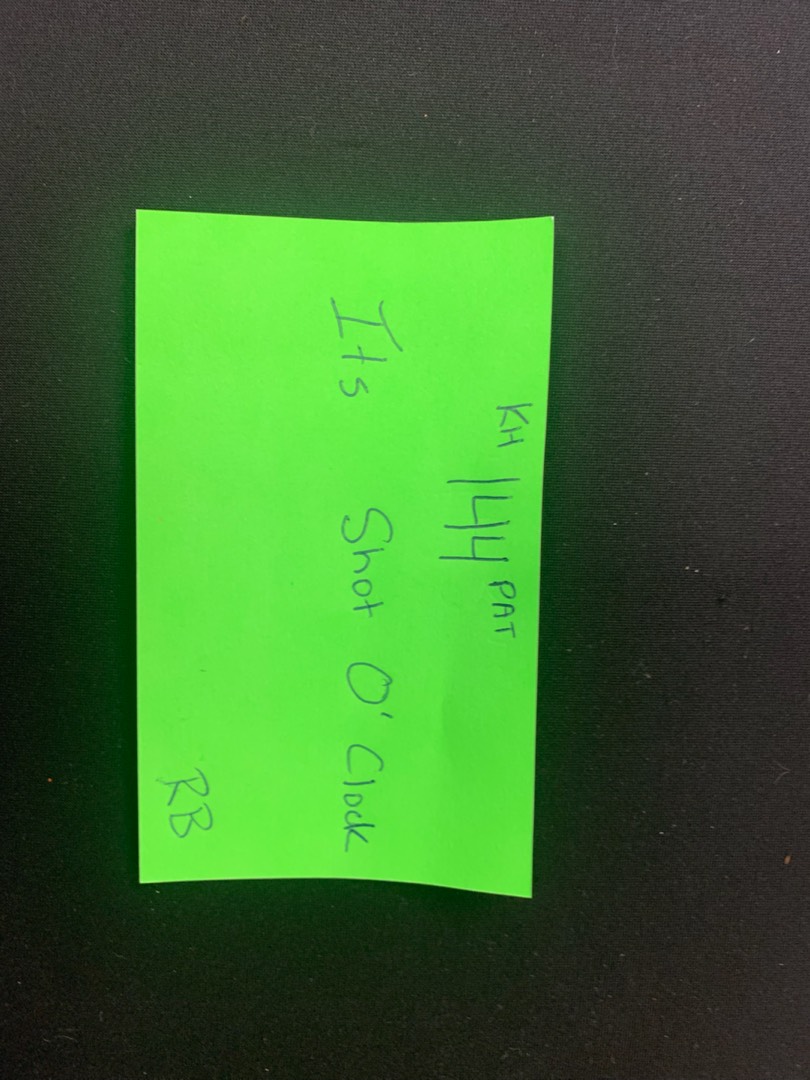 KH 144 PAT
Its Shot O'Clock
RB